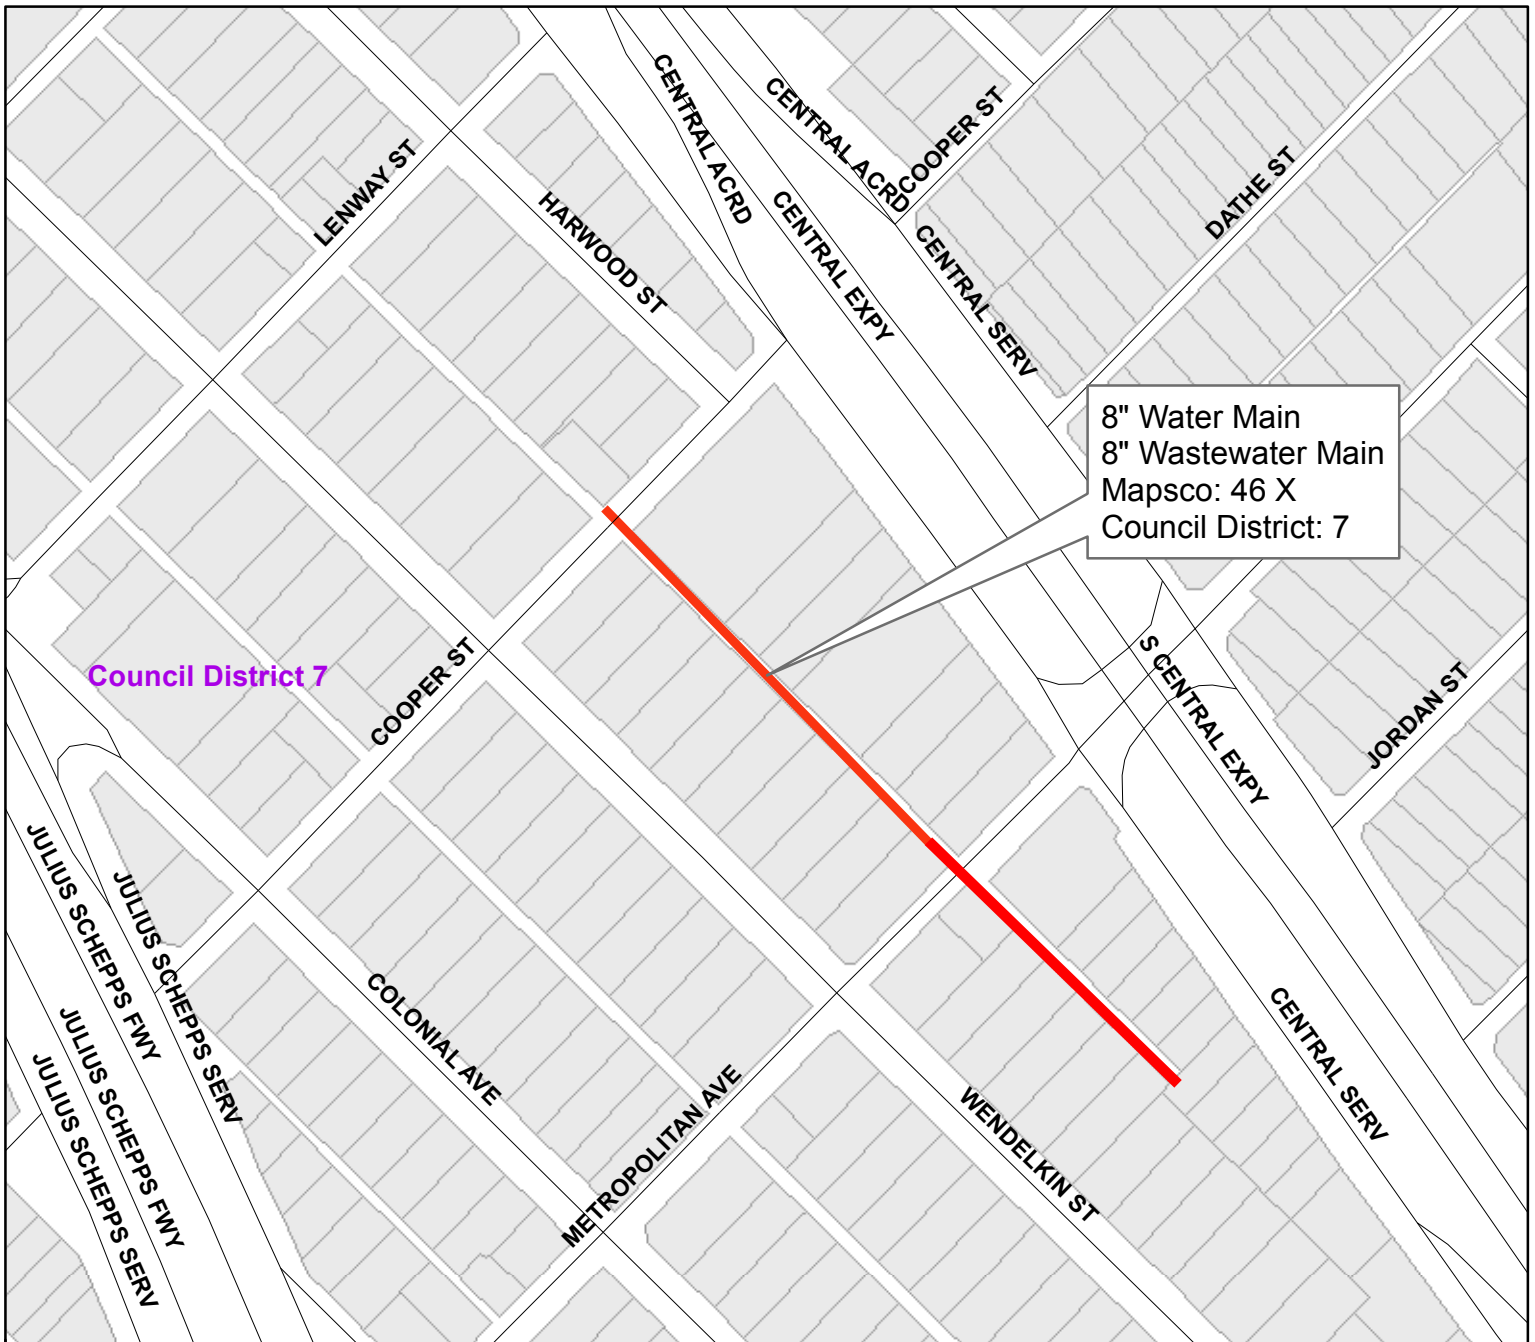 CENTRAL ACRD
CENTRAL ACRD
COOPER ST
LENWAY ST
DATHE ST
HARWOOD ST
CENTRAL EXPY
CENTRAL SERV
8" Water Main
8" Wastewater Main
Mapsco: 46 X
Council District: 7
Council District 7
COOPER ST
S CENTRAL EXPY
JORDAN ST
JULIUS SCHEPPS FWY
JULIUS SCHEPPS SERV
COLONIAL AVE
CENTRAL SERV
JULIUS SCHEPPS FWY
JULIUS SCHEPPS SERV
METROPOLITAN AVE
WENDELKIN ST